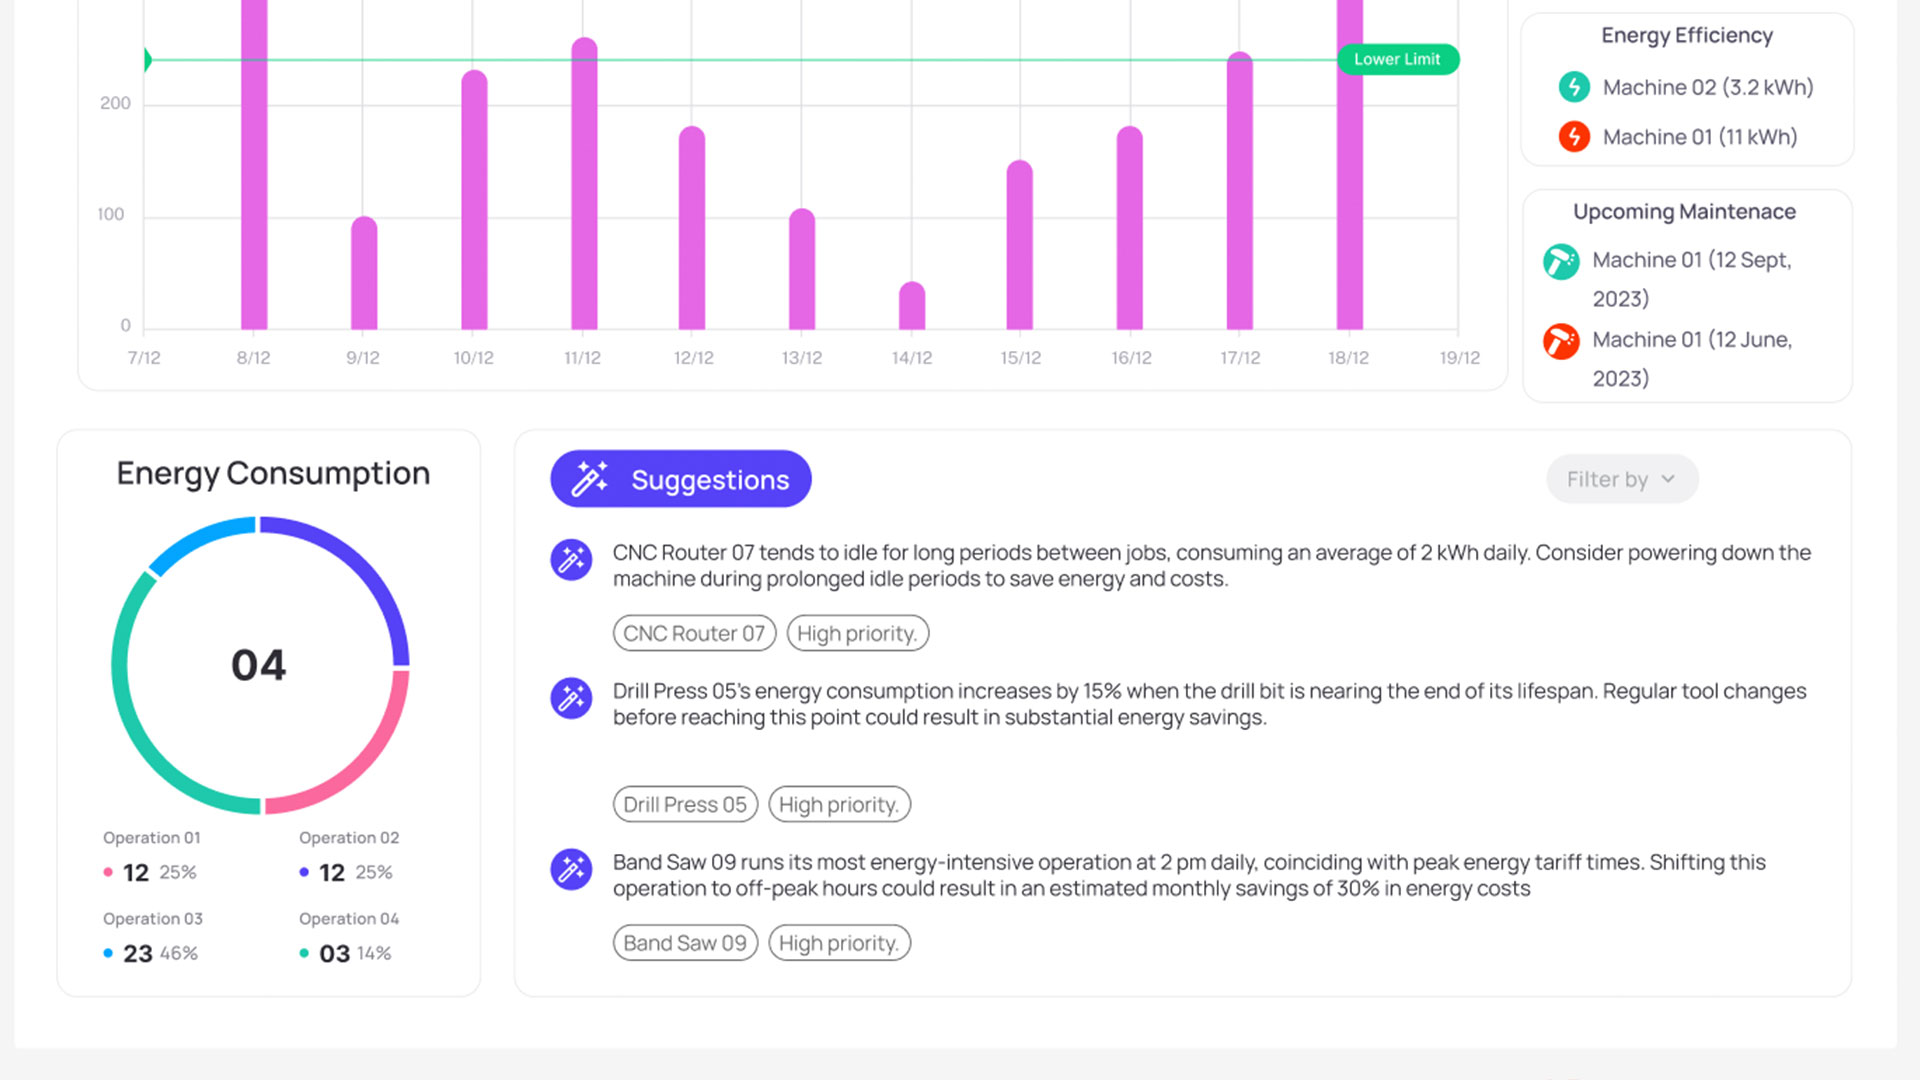 Lower Limit
200
100
0
7/12
8/12
9/12
10/12
11/12
12/12
13/12
14/12
15/12
16/12
17/12
18/12
19/12
Energy Efficiency
Machine 02 (3.2 kWh)
Machine 01 (11 kWh)
Upcoming Maintenace
Machine 01 (12 Sept,
2023)
Machine 01 (12 June,
2023)
Energy Consumption
04
Operation 01
12 25%
Operation 02
12 25%
Operation 03
23 46%
Operation 04
03 14%
Suggestions
Filter by
CNC Router 07 tends to idle for long periods between jobs, consuming an average of 2 kWh daily. Consider powering down the
machine during prolonged idle periods to save energy and costs.
CNC Router 07
High priority.
Drill Press 05's energy consumption increases by 15% when the drill bit is nearing the end of its lifespan. Regular tool changes
before reaching this point could result in substantial energy savings.
Drill Press 05
High priority.
Band Saw 09 runs its most energy-intensive operation at 2 pm daily, coinciding with peak energy tariff times. Shifting this
operation to off-peak hours could result in an estimated monthly savings of 30% in energy costs
Band Saw 09
High priority.